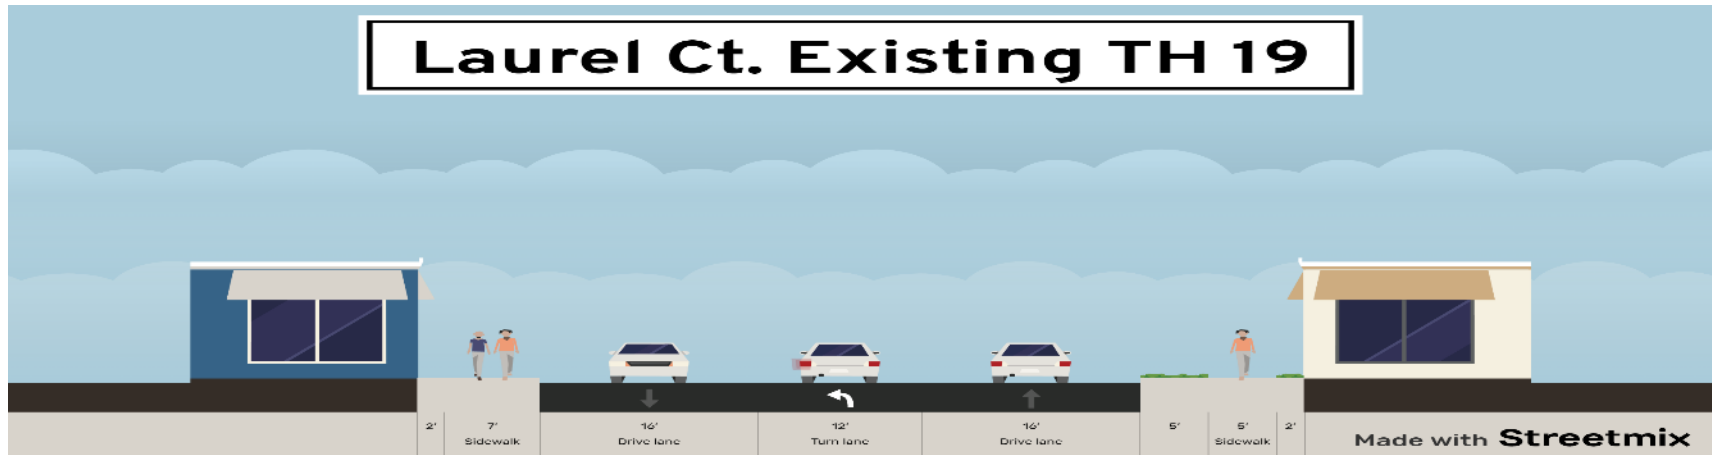 Laurel Ct. Existing TH 19
2' 7' 16' 12' 16' 5' 5' 2'
Sidewalk Drive lane Turn lane Drive lane Sidewalk
Made with Streetmix